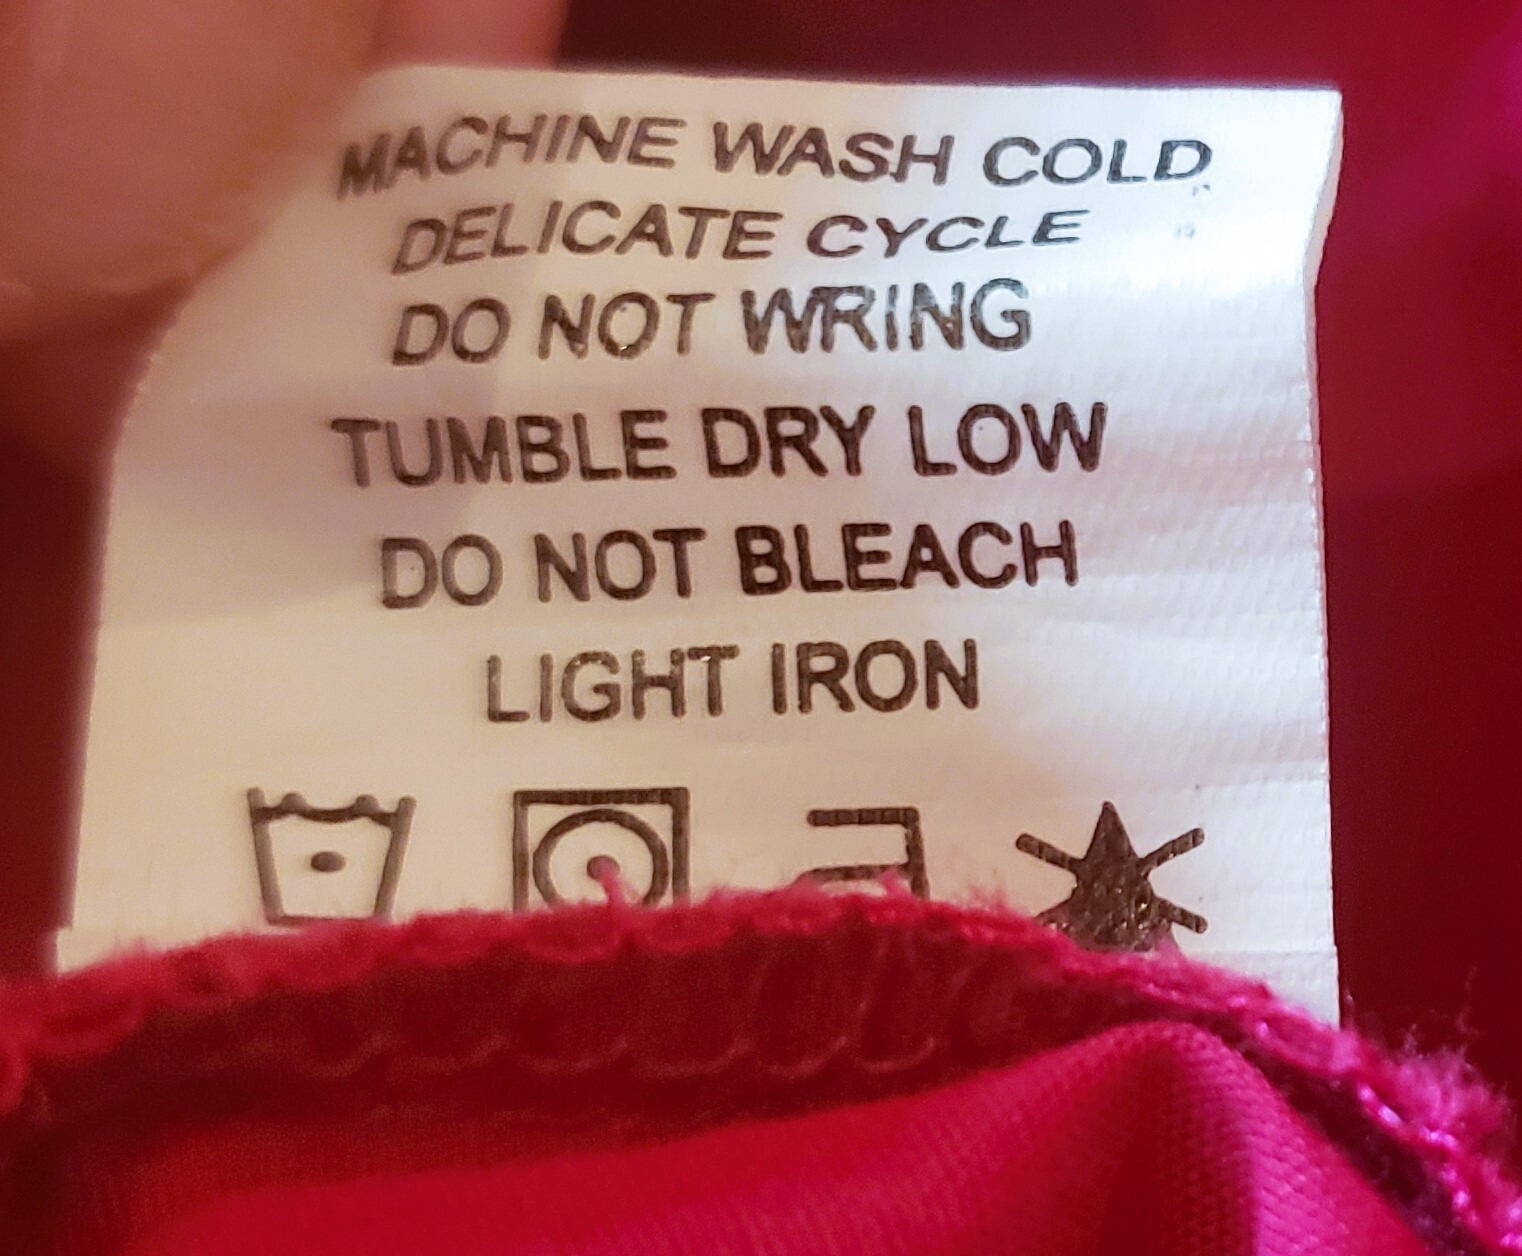 MACHINE WASH COLD
DELICATE CYCLE
DO NOT WRING
TUMBLE DRY LOW
DO NOT BLEACH
LIGHT IRON